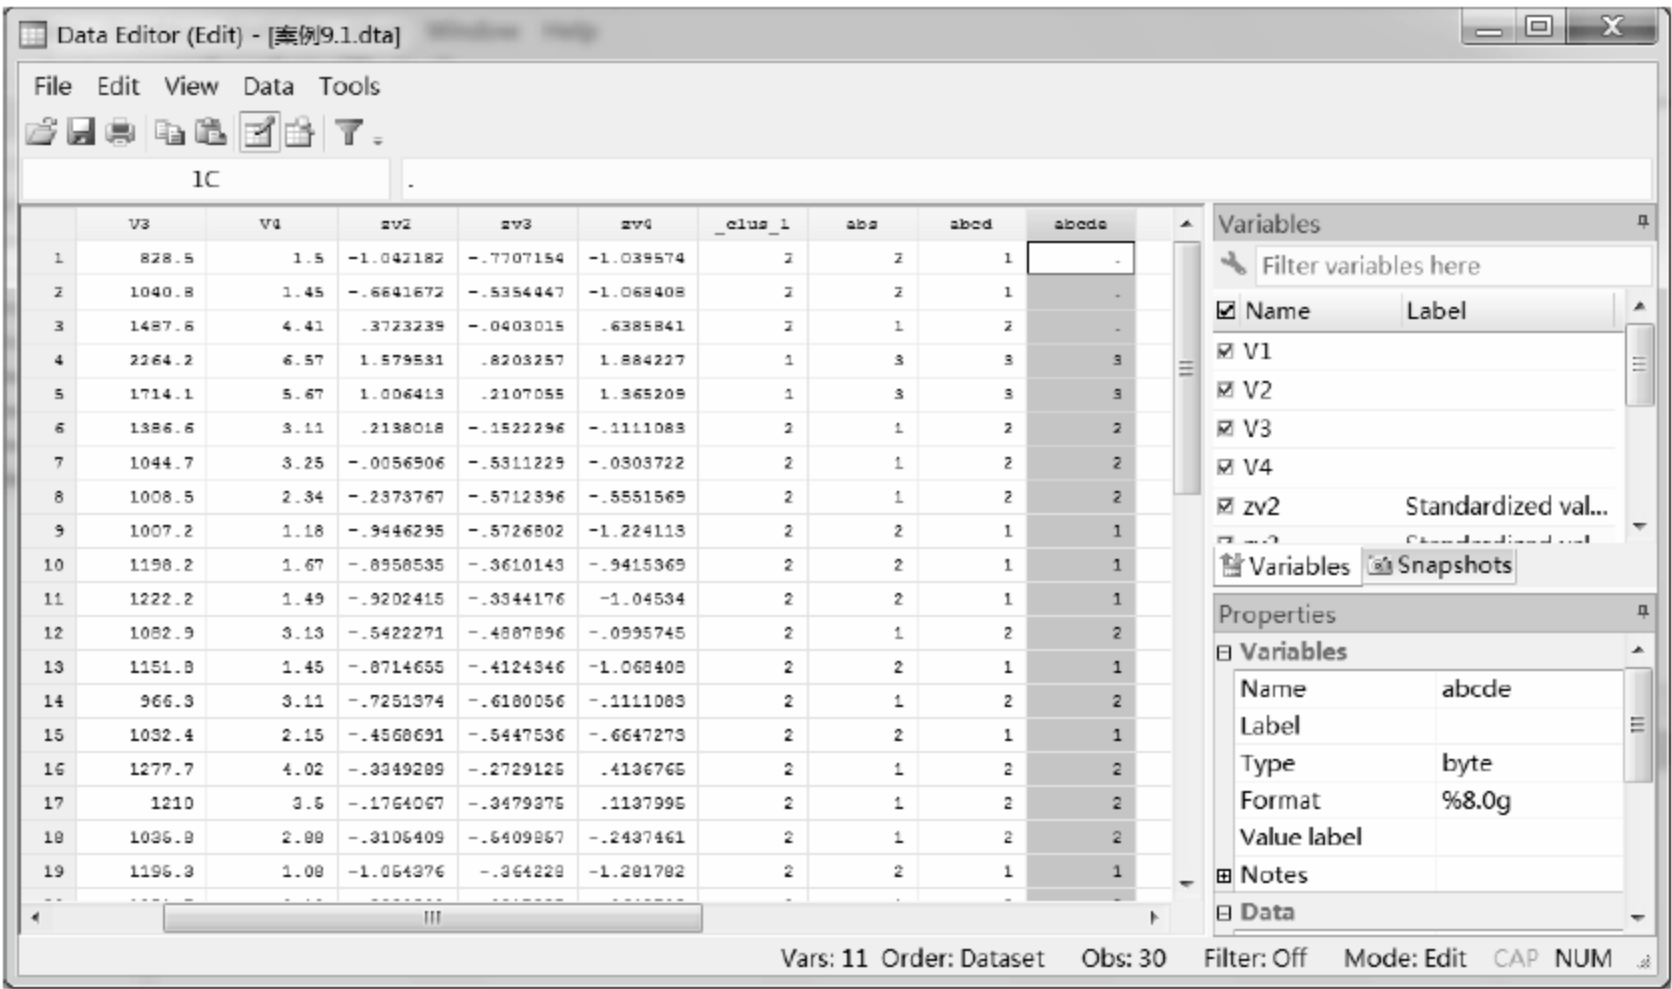 Data Editor (Edit) - [案例9.1.dta]
File Edit View Data Tools
1C .
V3 V4 zv2 zv3 zv4 _clus_1 abs abcd abcde
1 828.5 1.5 -1.042182 -.7707154 -1.039574 2 2 1 .
2 1040.8 1.45 -.6641672 -.5354447 -1.068408 2 2 1 .
3 1487.6 4.41 .3723239 -.0403015 .6385841 2 1 2 .
4 2264.2 6.57 1.579531 .8203257 1.884227 1 3 3 3
5 1714.1 5.67 1.006413 .2107055 1.365209 1 3 3 3
6 1386.6 3.11 .2138018 -.1522296 -.1111083 2 1 2 2
7 1044.7 3.25 -.0056906 -.5311229 -.0303722 2 1 2 2
8 1008.5 2.34 -.2373767 -.5712396 -.5551569 2 1 2 2
9 1007.2 1.18 -.9446295 -.5726802 -1.224113 2 2 1 1
10 1198.2 1.67 -.8958535 -.3610143 -.9415369 2 2 1 1
11 1222.2 1.49 -.9202415 -.3344176 -1.04534 2 2 1 1
12 1082.9 3.13 -.5422271 -.4887896 -.0995745 2 1 2 2
13 1151.8 1.45 -.8714655 -.4124346 -1.068408 2 2 1 1
14 966.3 3.11 -.7251374 -.6180056 -.1111083 2 1 2 2
15 1032.4 2.15 -.4568691 -.5447536 -.6647273 2 2 1 1
16 1277.7 4.02 -.3349289 -.2729125 .4136765 2 1 2 2
17 1210 3.5 -.1764067 -.3479375 .1137995 2 1 2 2
18 1035.8 2.88 -.3105409 -.5409857 -.2437461 2 1 2 2
19 1195.3 1.08 -1.054376 -.364228 -1.281782 2 2 1 1
Variables
Filter variables here
Name Label
V1
V2
V3
V4
zv2 Standardized val...
Variables Snapshots
Properties
Variables
Name abcde
Label
Type byte
Format %8.0g
Value label
Notes
Data
Vars: 11 Order: Dataset Obs: 30 Filter: Off Mode: Edit CAP NUM